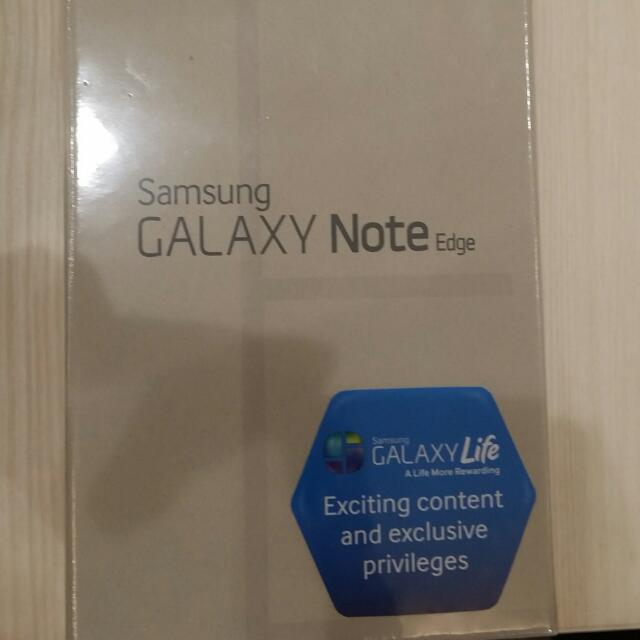 Samsung
GALAXY Note Edge
Samsung
GALAXY Life
A Life More Rewarding
Exciting content
and exclusive
privileges